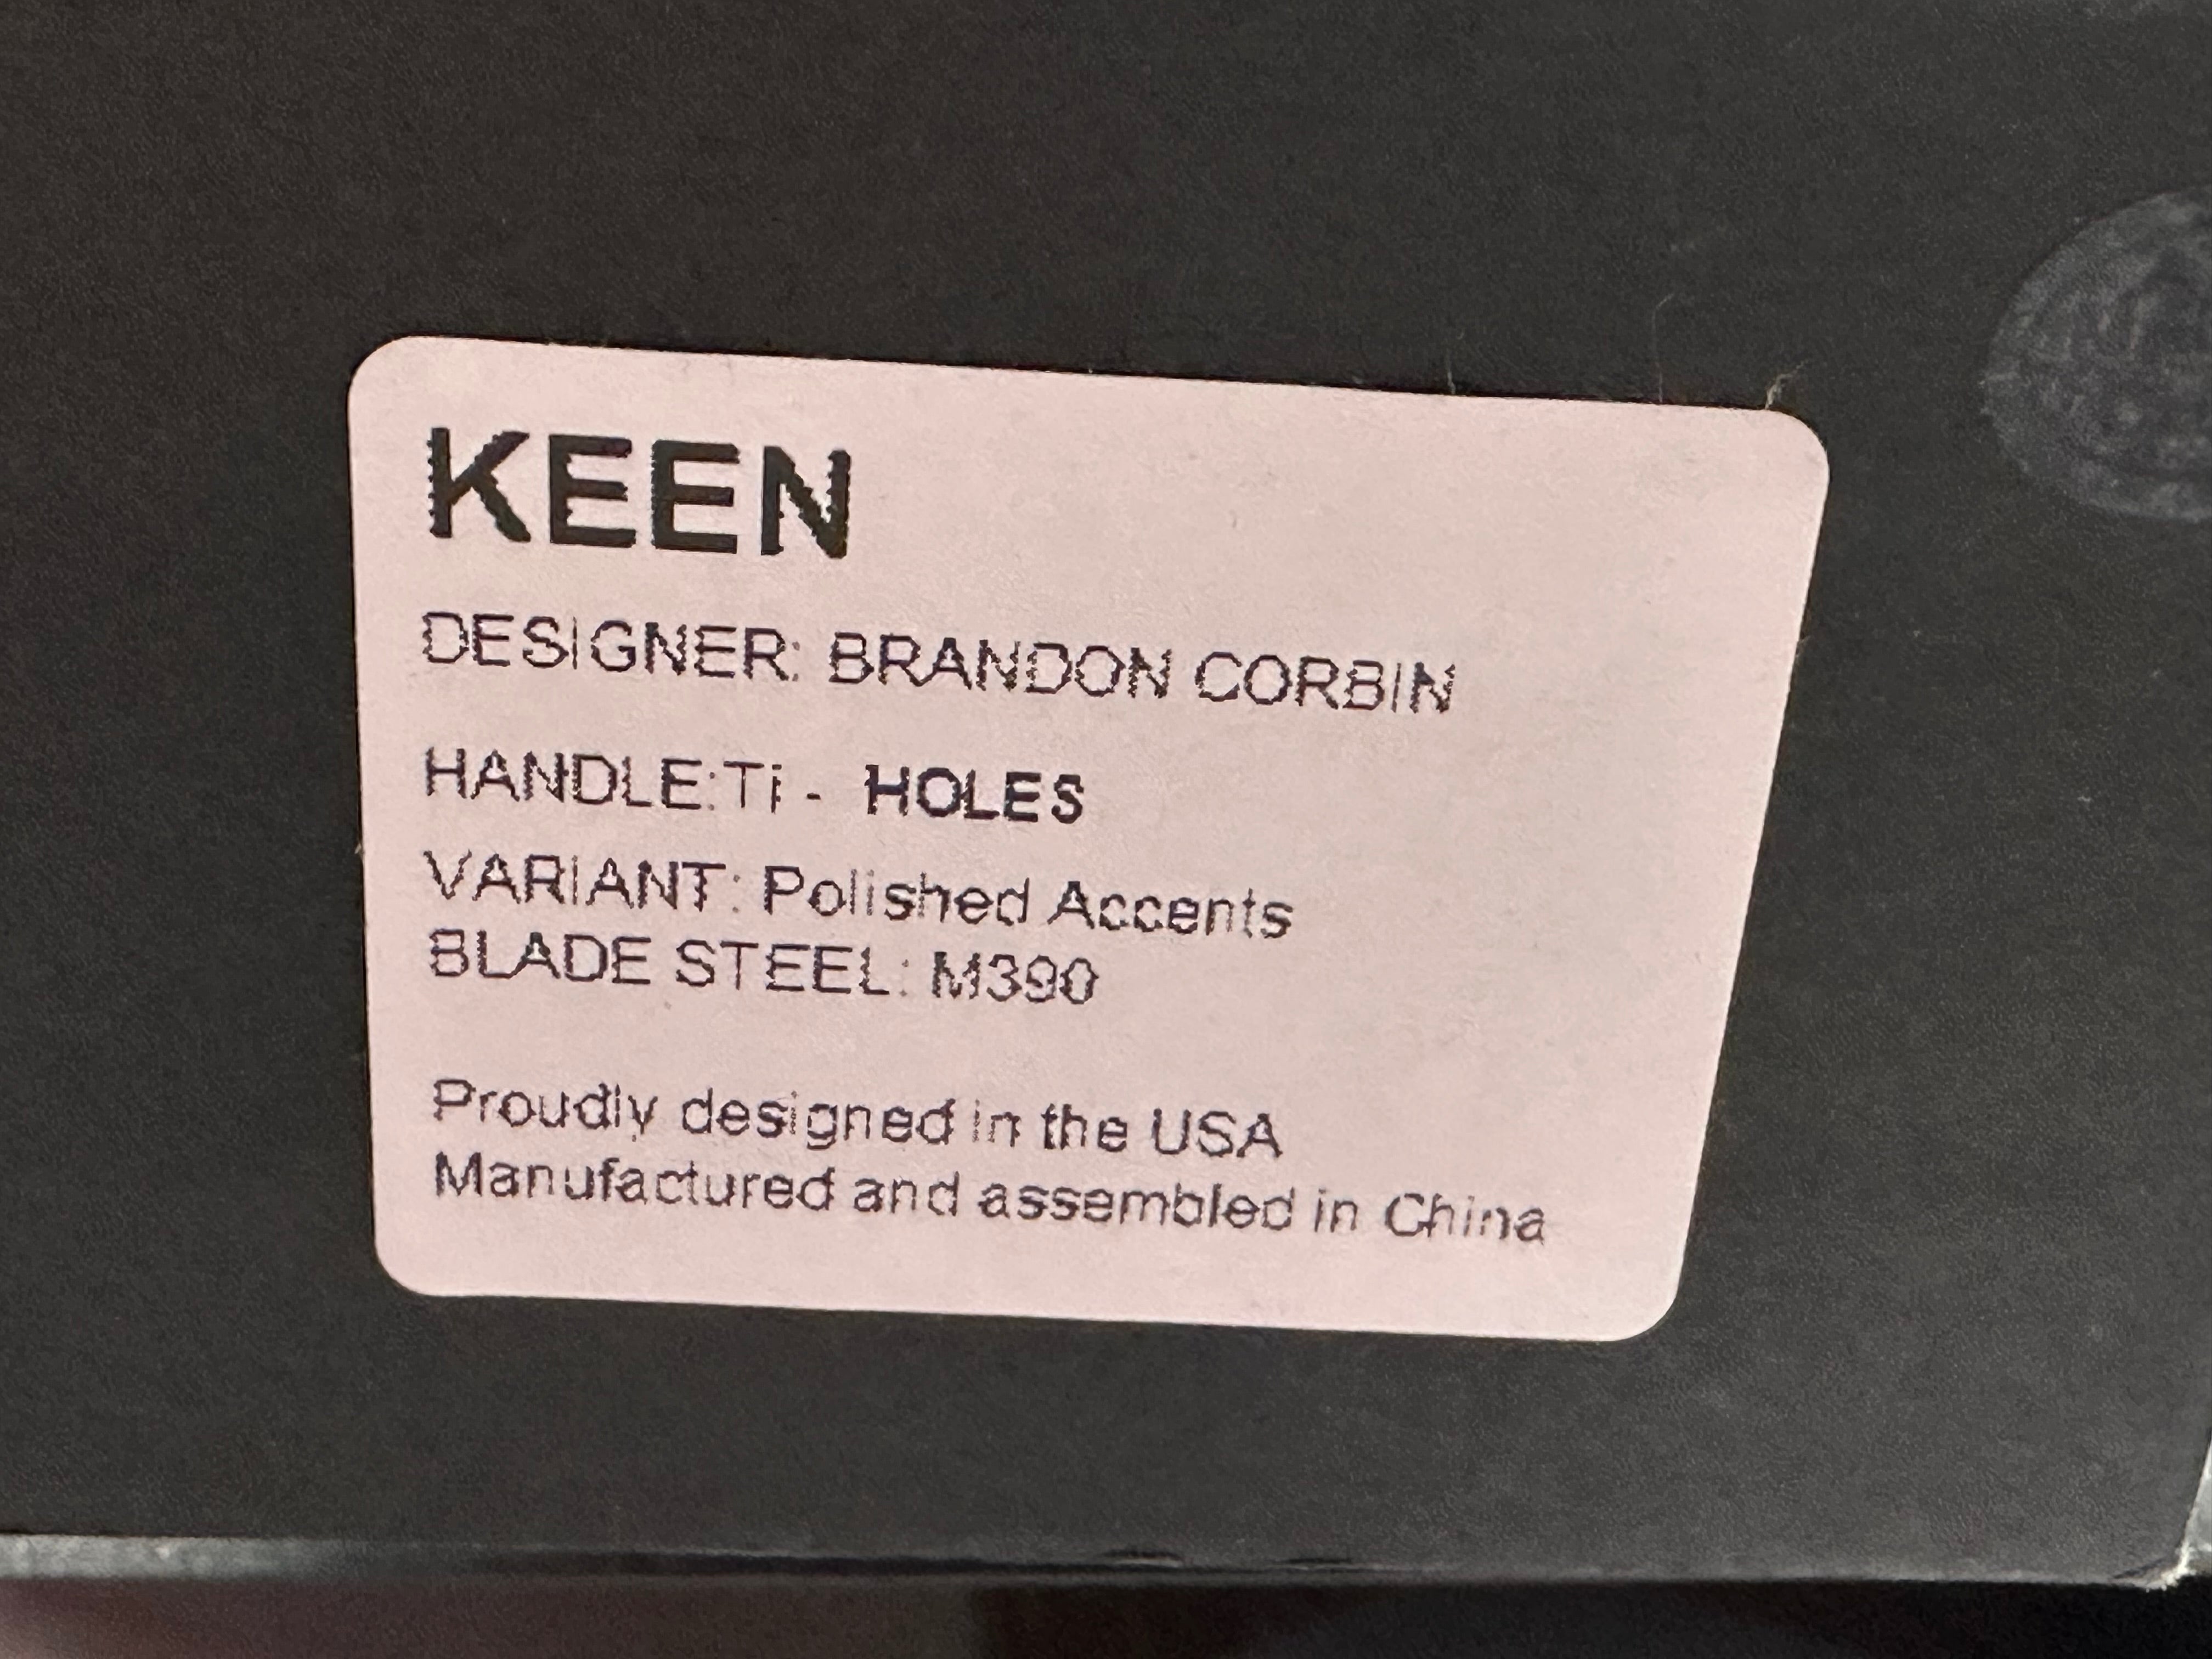 KEEN
DESIGNER: BRANDON CORBIN
HANDLE:Ti - HOLES
VARIANT: Polished Accents
BLADE STEEL: M390
Proudly designed in the USA
Manufactured and assembled in China